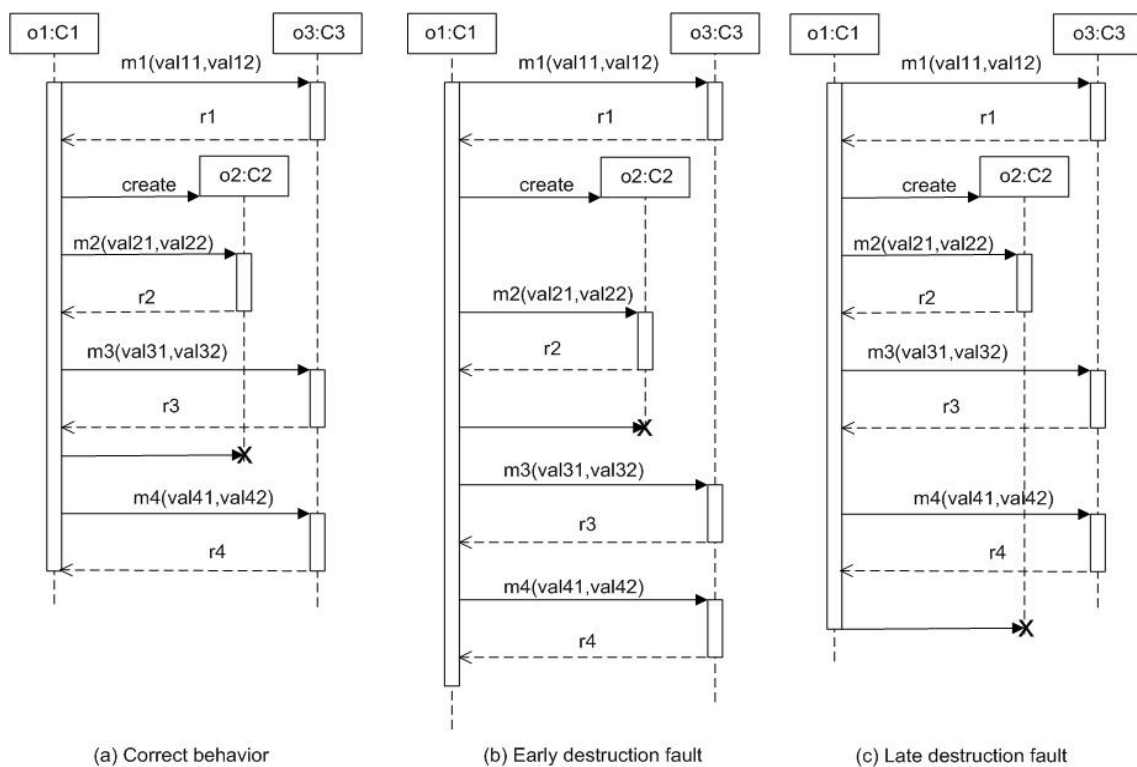 o1:C1
o3:C3
m1(val11,val12)
r1
create
o2:C2
m2(val21,val22)
r2
m3(val31,val32)
r3
X
m4(val41,val42)
r4
(a) Correct behavior
o1:C1
o3:C3
m1(val11,val12)
r1
create
o2:C2
m2(val21,val22)
r2
X
m3(val31,val32)
r3
m4(val41,val42)
r4
(b) Early destruction fault
o1:C1
o3:C3
m1(val11,val12)
r1
create
o2:C2
m2(val21,val22)
r2
m3(val31,val32)
r3
m4(val41,val42)
r4
X
(c) Late destruction fault